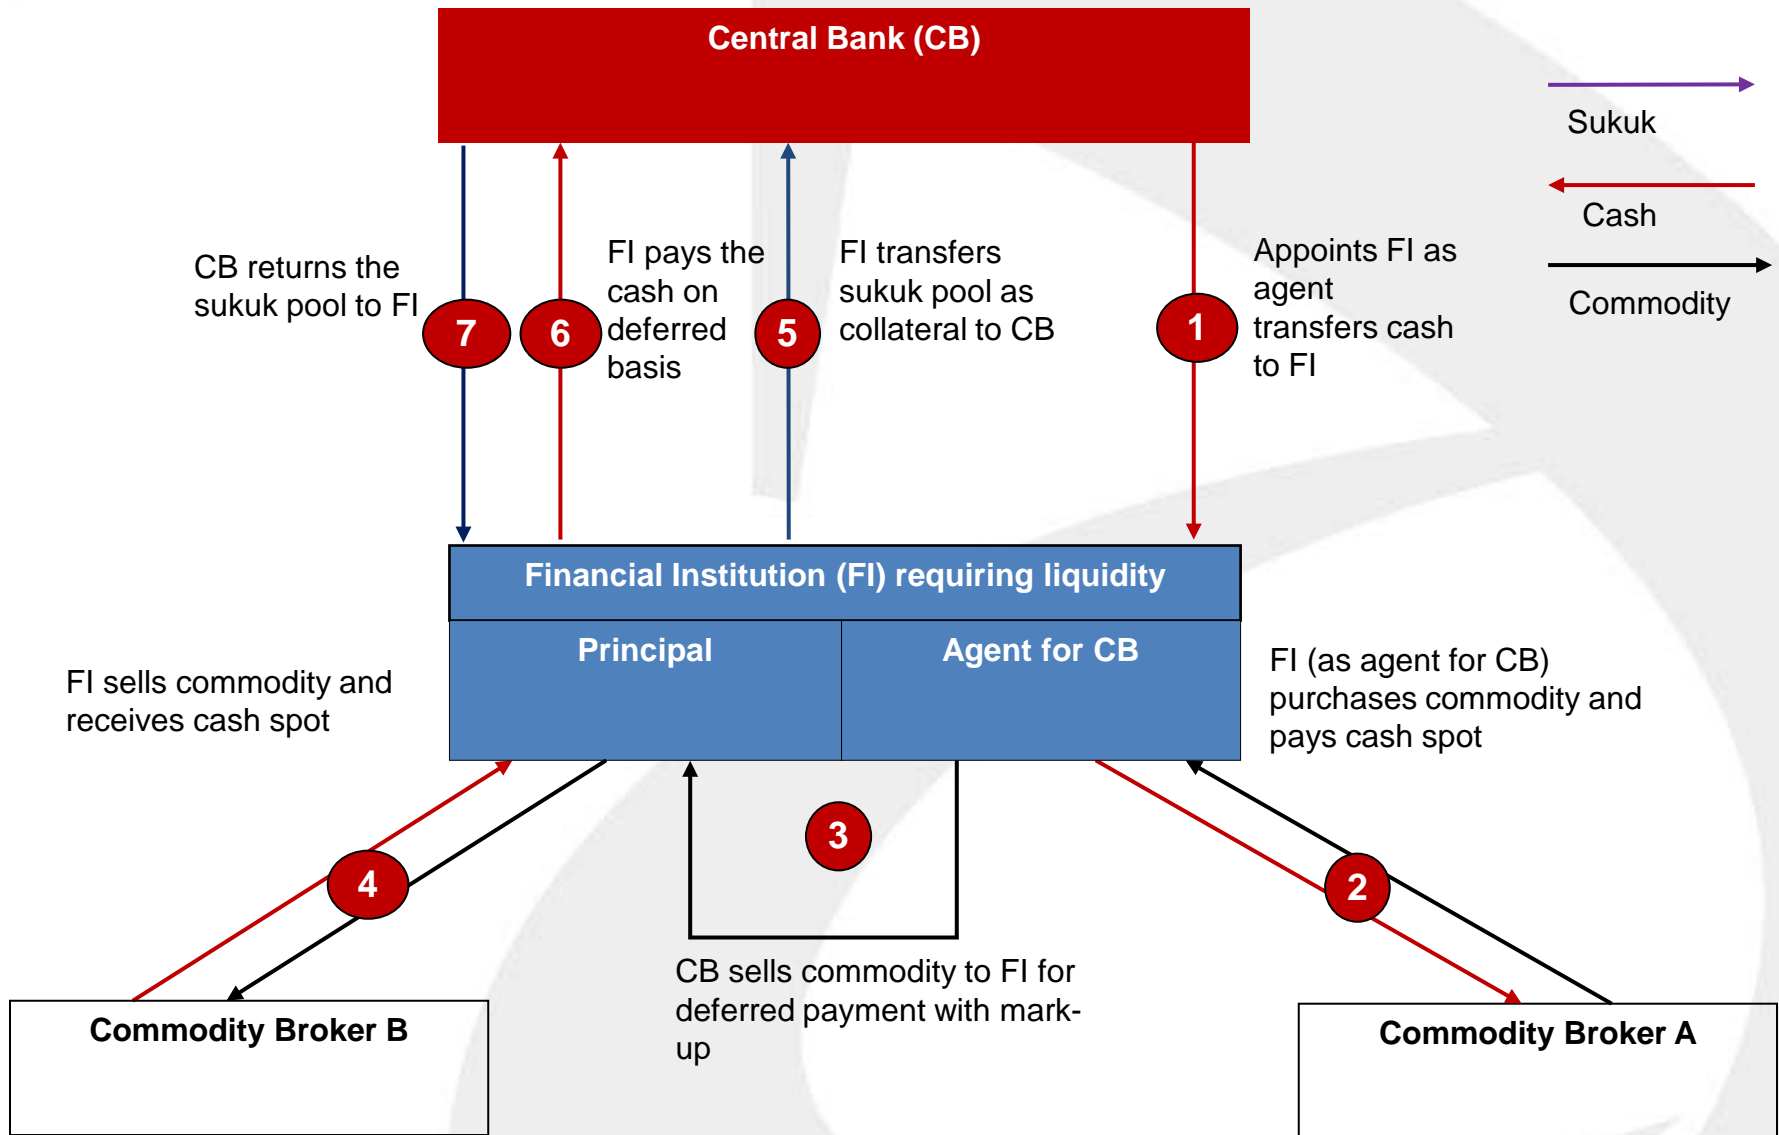 Central Bank (CB)
Sukuk
Cash
Commodity
CB returns the
sukuk pool to FI
7
6
FI pays the
cash on
deferred
basis
5
FI transfers
sukuk pool as
collateral to CB
1
Appoints FI as
agent
transfers cash
to FI
Financial Institution (FI) requiring liquidity
Principal
Agent for CB
FI sells commodity and
receives cash spot
FI (as agent for CB)
purchases commodity and
pays cash spot
4
3
2
CB sells commodity to FI for
deferred payment with mark-
up
Commodity Broker B
Commodity Broker A